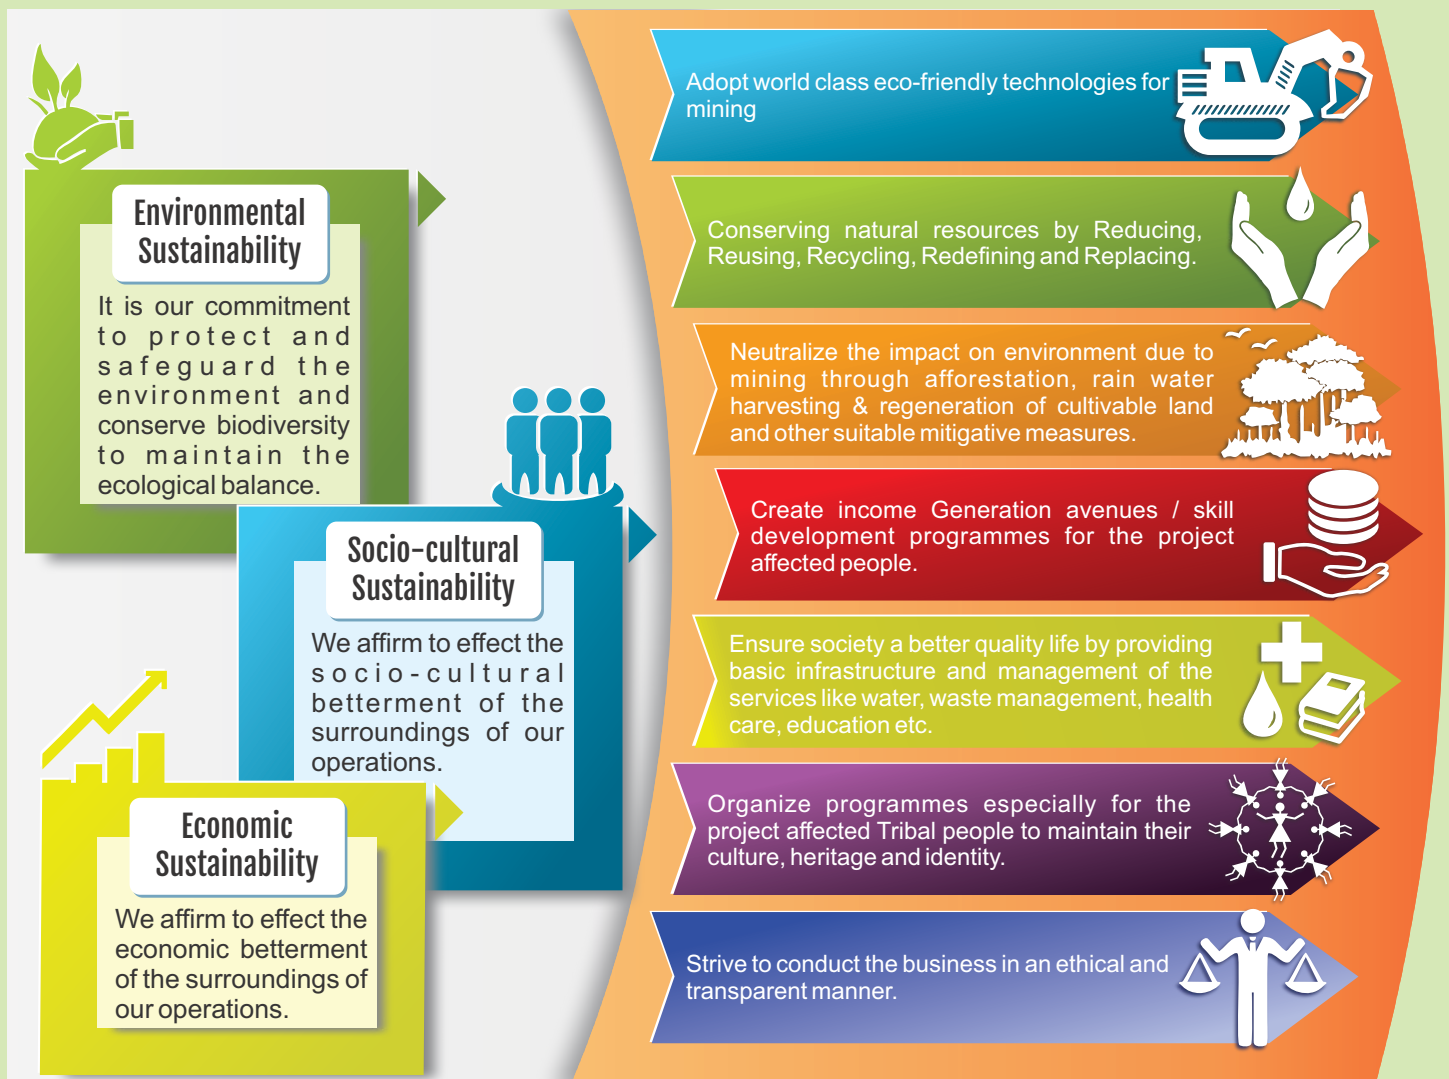 Environmental
Sustainability
It is our commitment
to protect and
safeguard the
environment and
conserve biodiversity
to maintain the
ecological balance.
Socio-cultural
Sustainability
We affirm to effect the
socio-cultural
betterment of the
surroundings of our
operations.
Economic
Sustainability
We affirm to effect the
economic betterment
of the surroundings of
our operations.
Adopt world class eco-friendly technologies for
mining
Conserving natural resources by Reducing,
Reusing, Recycling, Redefining and Replacing.
Neutralize the impact on environment due to
mining through afforestation, rain water
harvesting & regeneration of cultivable land
and other suitable mitigative measures.
Create income Generation avenues / skill
development programmes for the project
affected people.
Ensure society a better quality life by providing
basic infrastructure and management of the
services like water, waste management, health
care, education etc.
Organize programmes especially for the
project affected Tribal people to maintain their
culture, heritage and identity.
Strive to conduct the business in an ethical and
transparent manner.